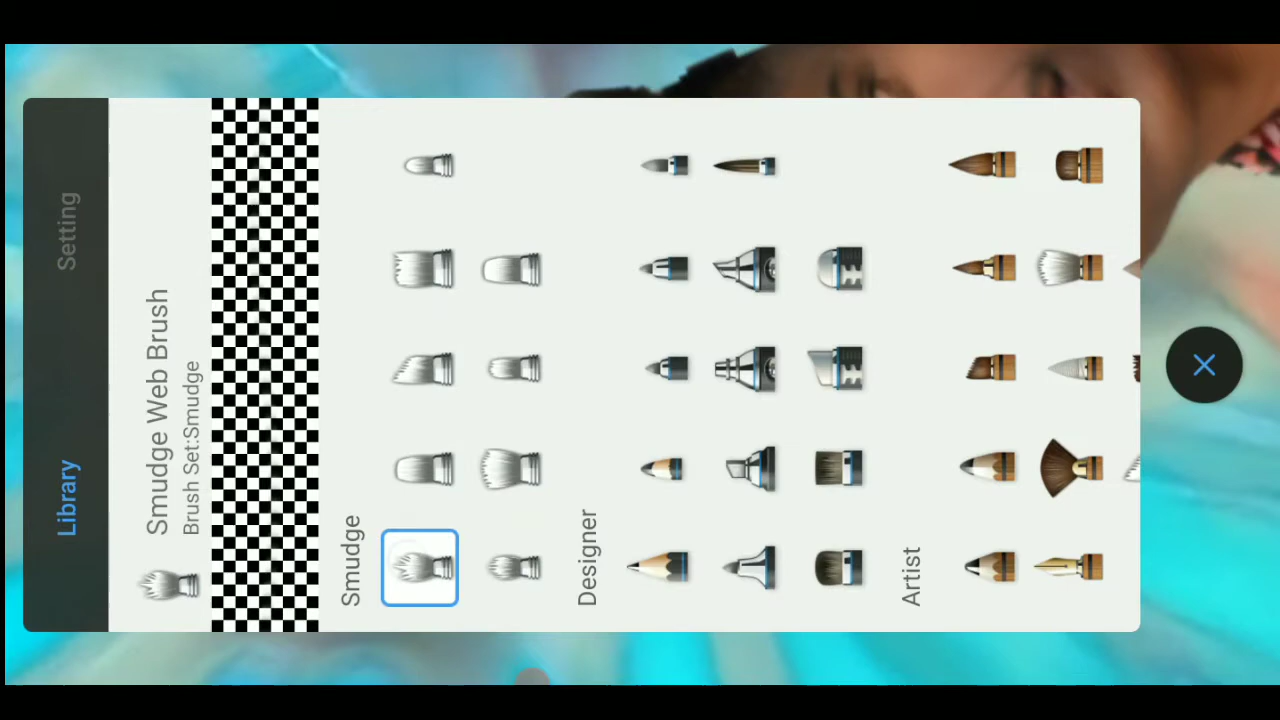 Library
Setting
Smudge Web Brush
Brush Set:Smudge
Smudge
Designer
Artist